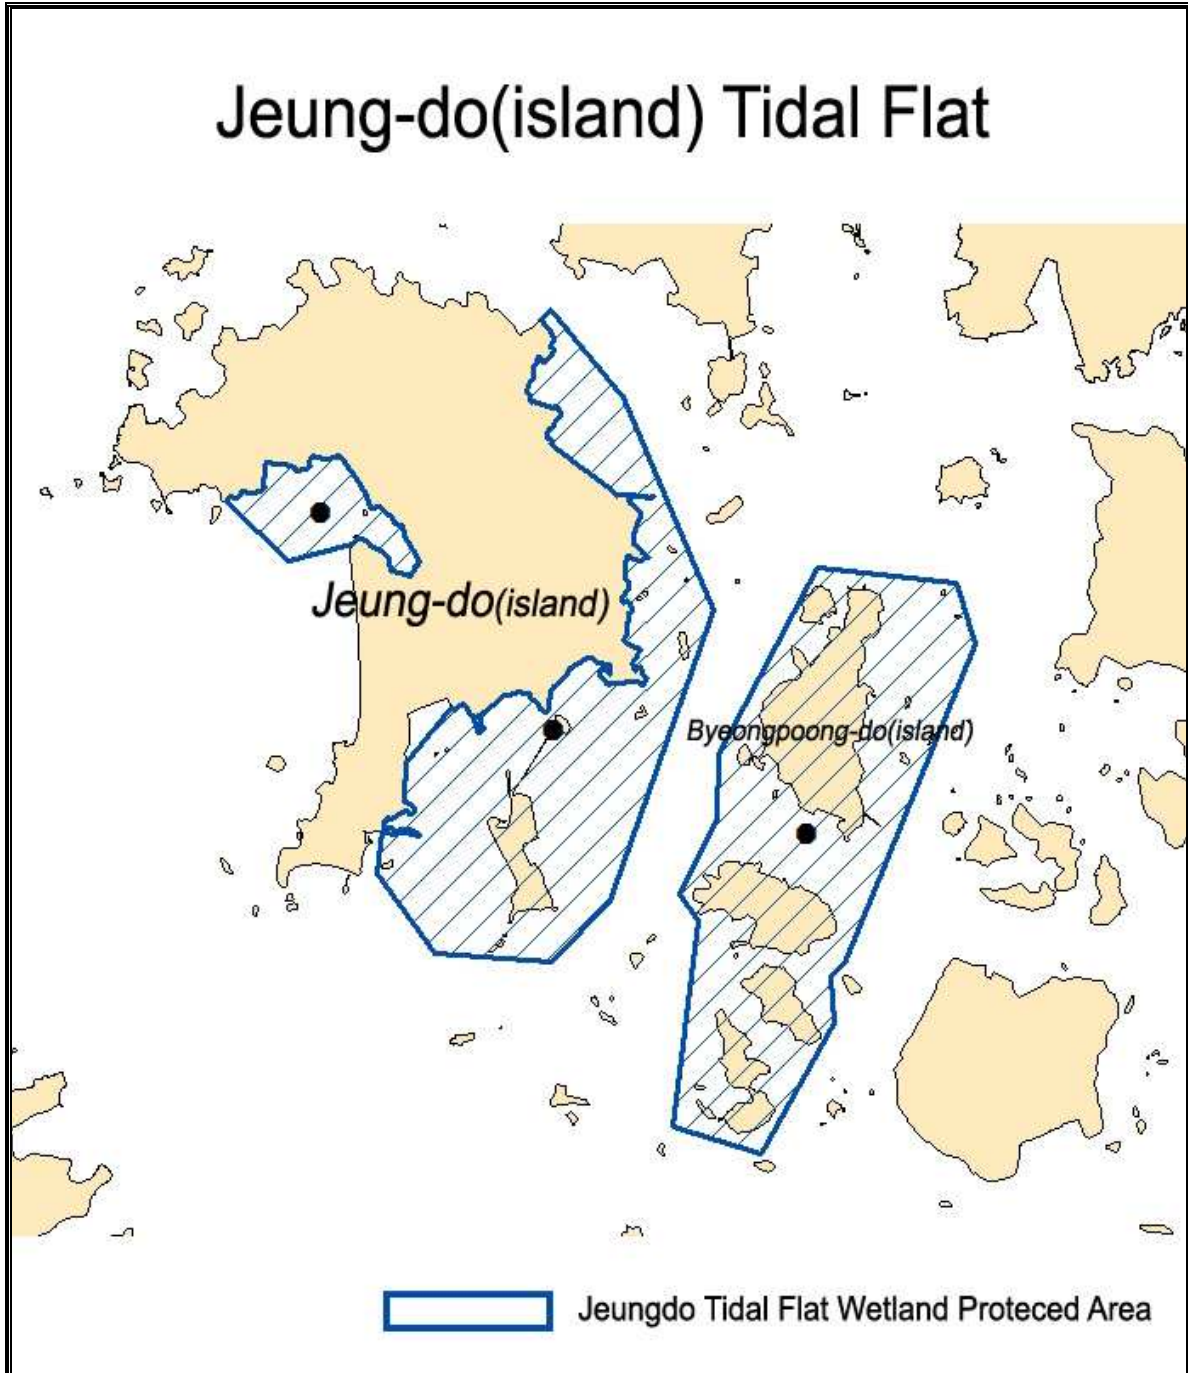 Jeung-do(island) Tidal Flat
Jeung-do(island)
Byeongpoong-do(island)
Jeungdo Tidal Flat Wetland Proteced Area